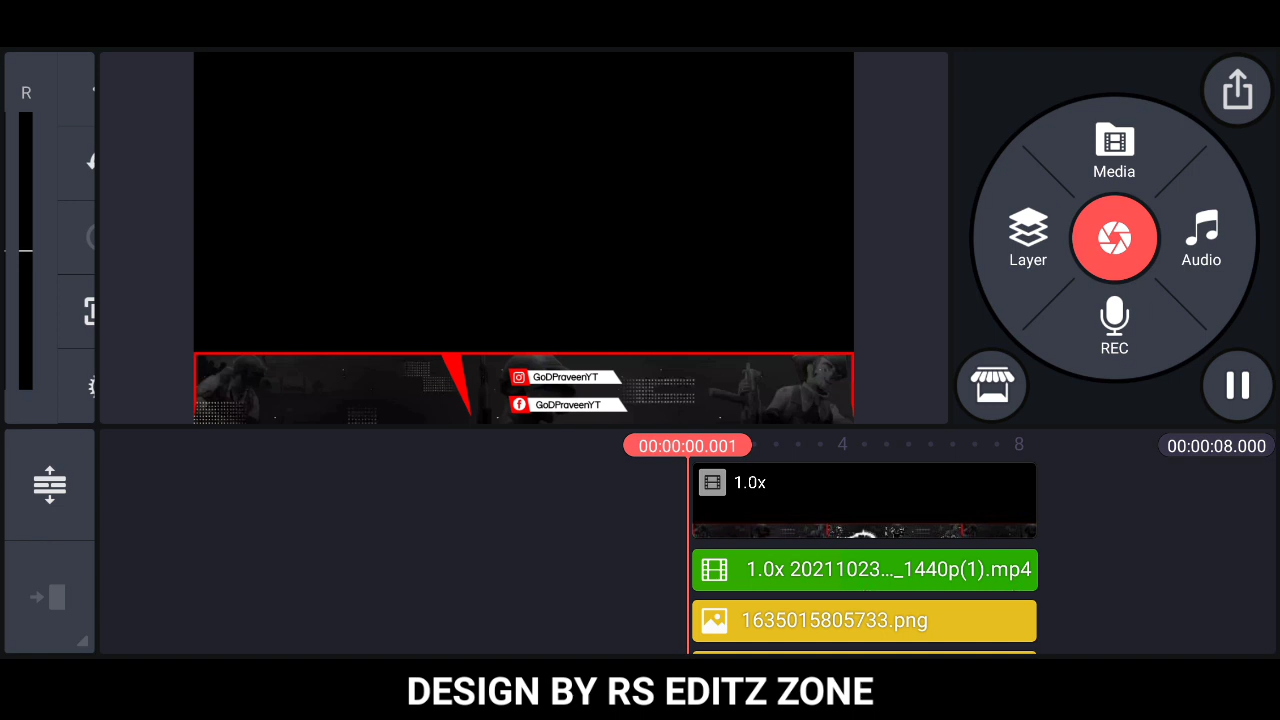 R
Media
Layer
Audio
REC
GoDPraveenYT
GoDPraveenYT
00:00:00.001
4
8
00:00:08.000
1.0x
1.0x 20211023..._1440p(1).mp4
1635015805733.png
DESIGN BY RS EDITZ ZONE